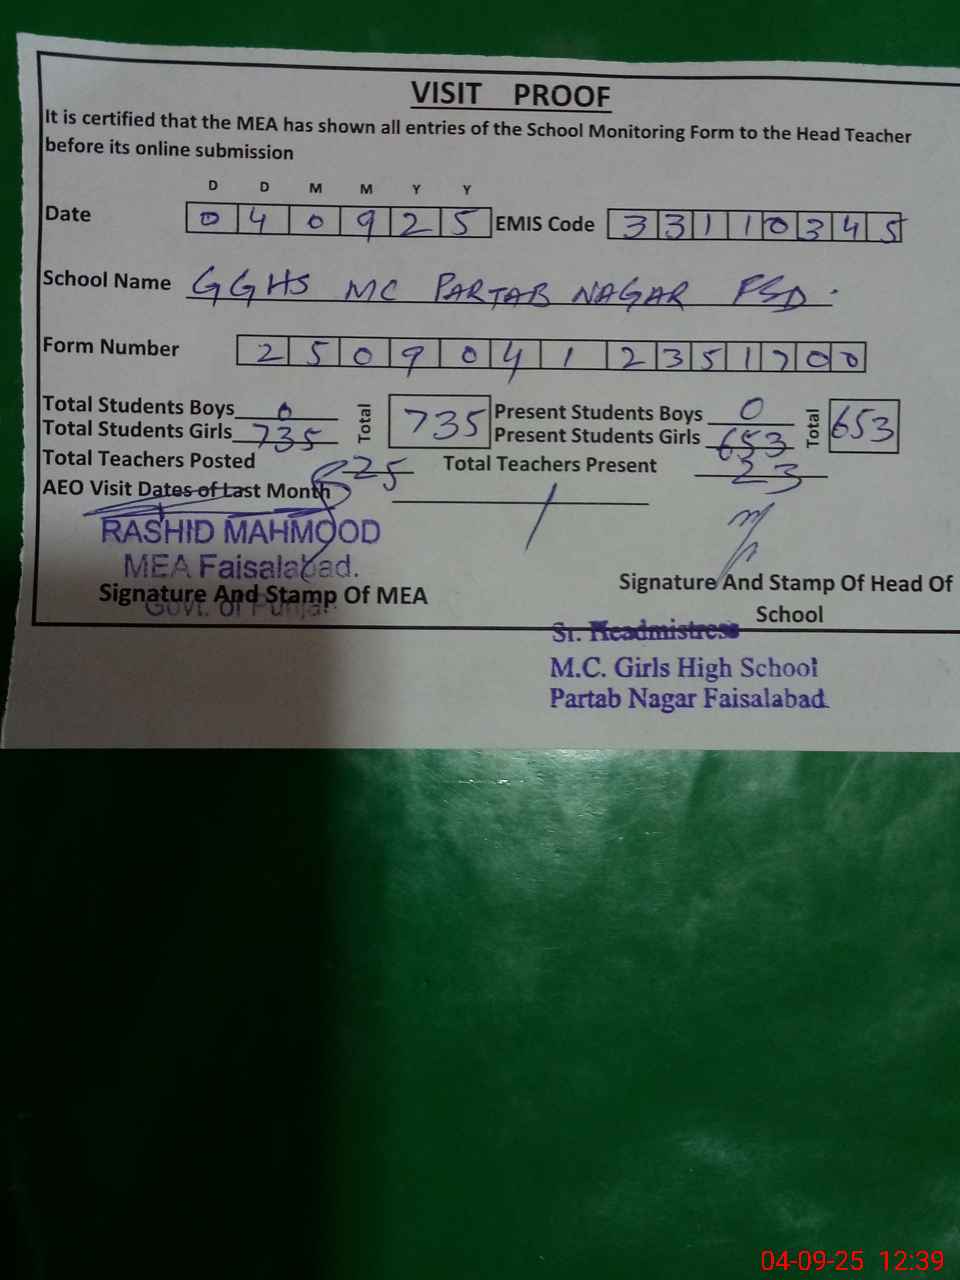 VISIT PROOF
It is certified that the MEA has shown all entries of the School Monitoring Form to the Head Teacher
before its online submission
D D M M Y Y
Date 0 4 0 9 2 5 EMIS Code 3 3 1 1 0 3 4 5
School Name GGHS MC PARTAB NAGAR FSD.
Form Number 2 5 0 9 0 4 1 2 3 5 1 7 0 0
Total Students Boys 0 Total 735 Present Students Boys 0 Total 653
Total Students Girls 735 Present Students Girls 653
Total Teachers Posted 25 Total Teachers Present 23
AEO Visit Dates of Last Month /
RASHID MAHMOOD
MEA Faisalabad.
Signature And Stamp Of MEA Signature And Stamp Of Head Of
Govt. of Punjab School
Sr. Headmistress
M.C. Girls High School
Partab Nagar Faisalabad
04-09-25 12:39